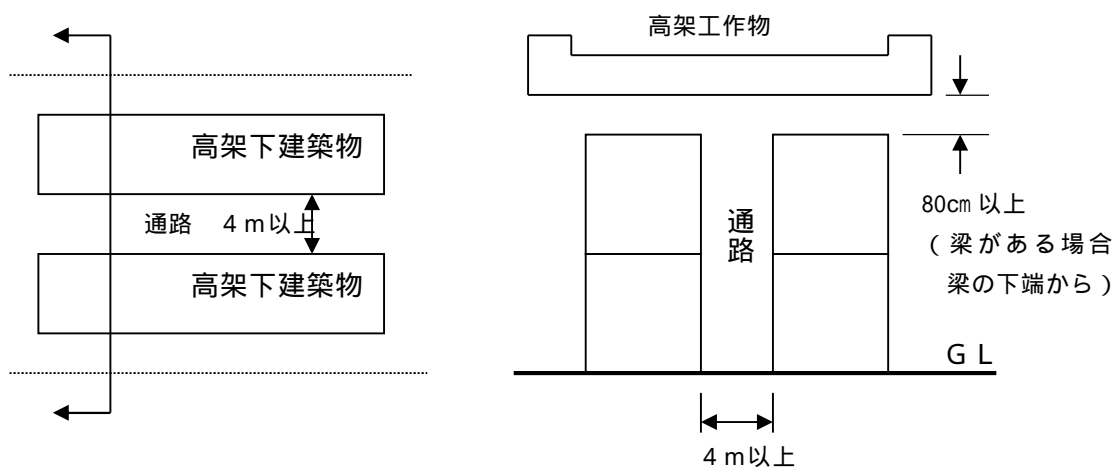 高架下建築物
通路　４ｍ以上
高架下建築物
高架工作物
通路
80㎝以上
（梁がある場合
梁の下端から）
ＧＬ
４ｍ以上